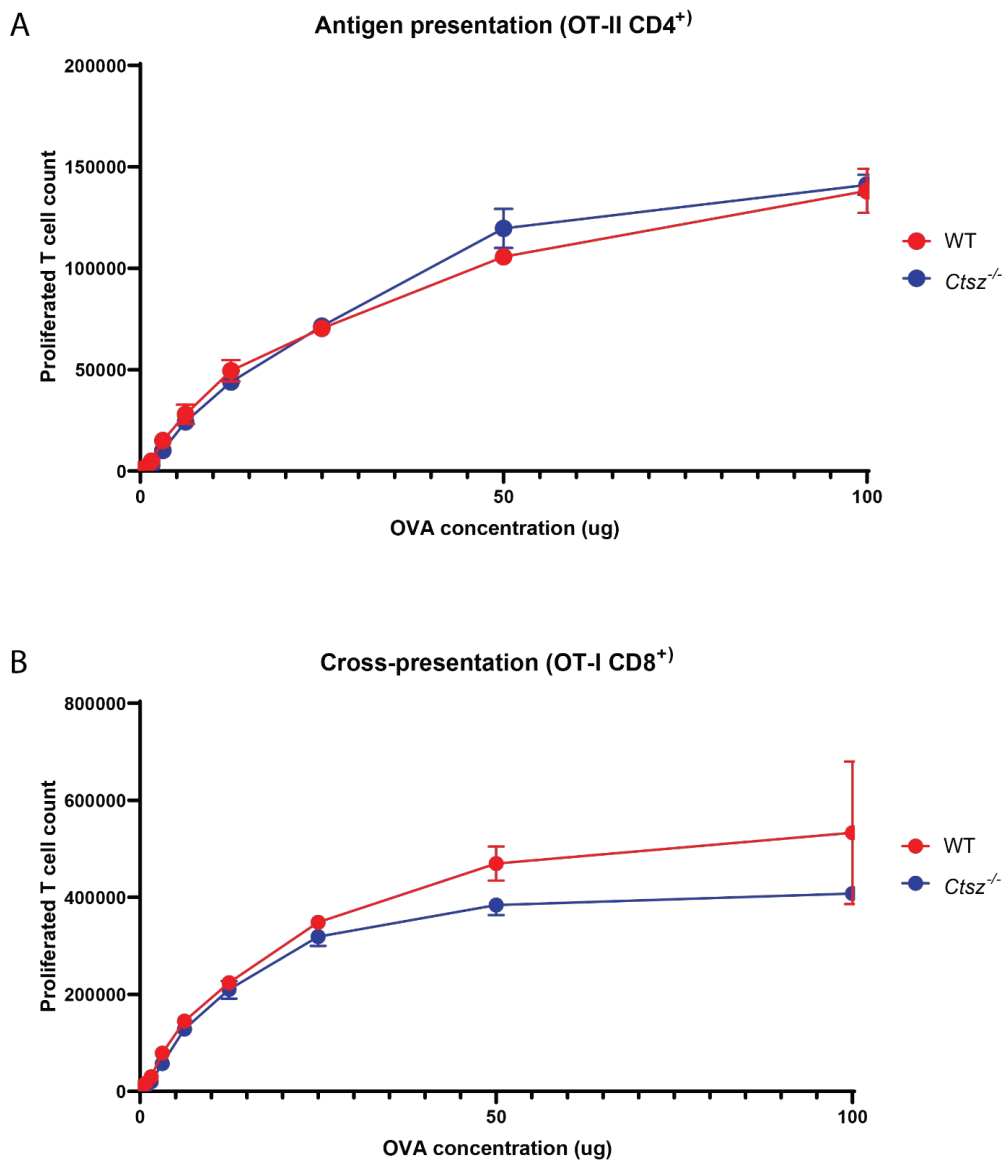 A
Antigen presentation (OT-II CD4+)
200000
150000
100000
50000
0
Proliferated T cell count
0 50 100
OVA concentration (ug)
WT
Ctsz-/-
B
Cross-presentation (OT-I CD8+)
800000
600000
400000
200000
0
Proliferated T cell count
0 50 100
OVA concentration (ug)
WT
Ctsz-/-